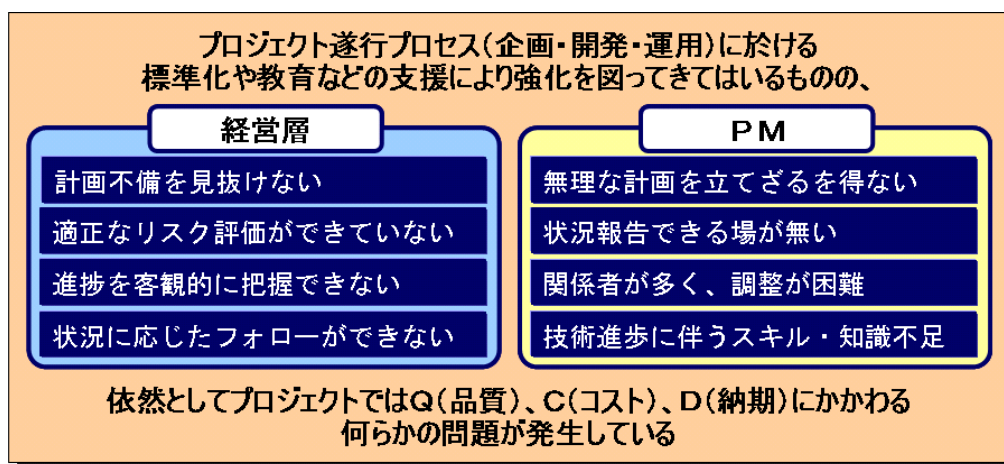 プロジェクト遂行プロセス(企画・開発・運用)に於ける
標準化や教育などの支援により強化を図ってきてはいるものの、
経営層
計画不備を見抜けない
適正なリスク評価ができていない
進捗を客観的に把握できない
状況に応じたフォローができない
PM
無理な計画を立てざるを得ない
状況報告できる場が無い
関係者が多く、調整が困難
技術進歩に伴うスキル・知識不足
依然としてプロジェクトではQ(品質)、C(コスト)、D(納期)にかかわる
何らかの問題が発生している